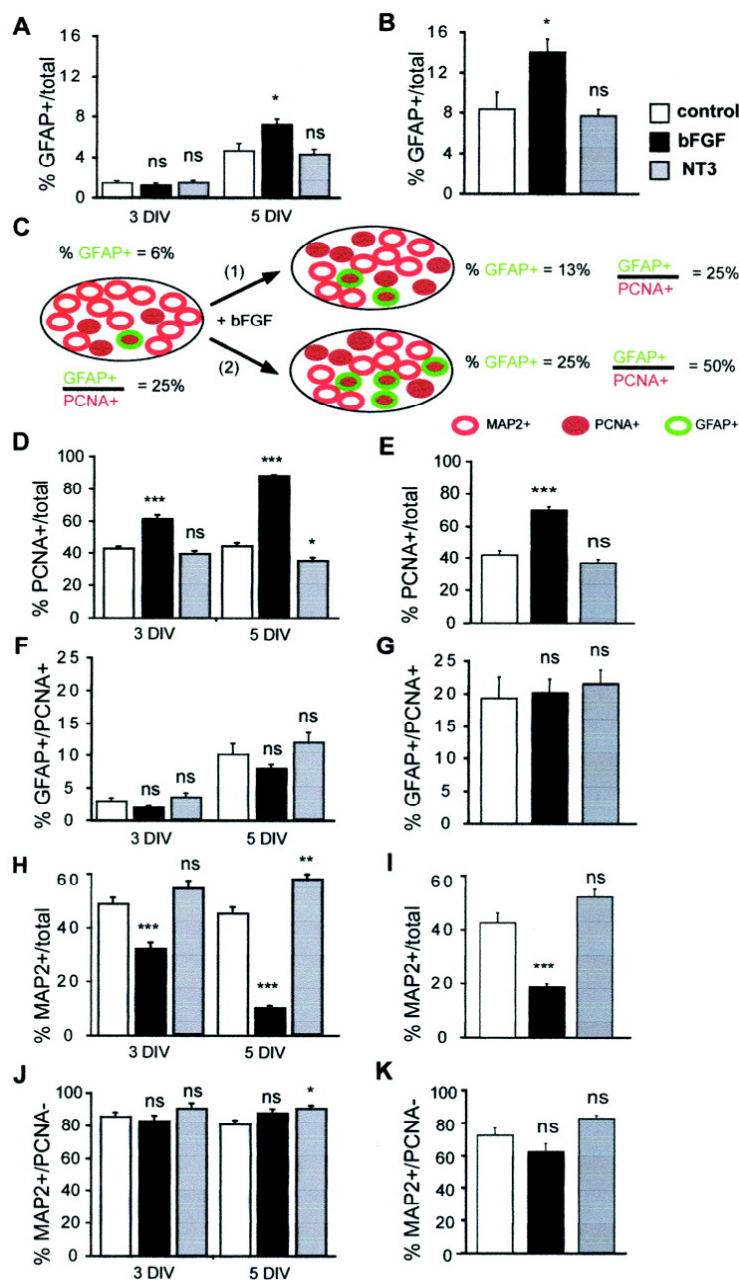 A
% GFAP+/total
16
12
8
4
0
ns
ns
*
ns
3 DIV
5 DIV
B
% GFAP+/total
16
12
8
4
0
*
ns
control
bFGF
NT3
C
% GFAP+ = 6%
GFAP+
PCNA+
= 25%
(1)
+ bFGF
(2)
% GFAP+ = 13%
GFAP+
PCNA+
= 25%
% GFAP+ = 25%
GFAP+
PCNA+
= 50%
MAP2+
PCNA+
GFAP+
D
% PCNA+/total
100
80
60
40
20
0
***
ns
***
*
3 DIV
5 DIV
E
% PCNA+/total
100
80
60
40
20
0
***
ns
F
% GFAP+/PCNA+
25
20
15
10
5
0
ns
ns
ns
ns
3 DIV
5 DIV
G
% GFAP+/PCNA+
25
20
15
10
5
0
ns
ns
H
% MAP2+/total
60
40
20
0
***
ns
***
**
3 DIV
5 DIV
I
% MAP2+/total
60
40
20
0
***
ns
J
% MAP2+/PCNA-
100
80
60
40
20
0
ns
ns
ns
*
3 DIV
5 DIV
K
% MAP2+/PCNA-
100
80
60
40
20
0
ns
ns